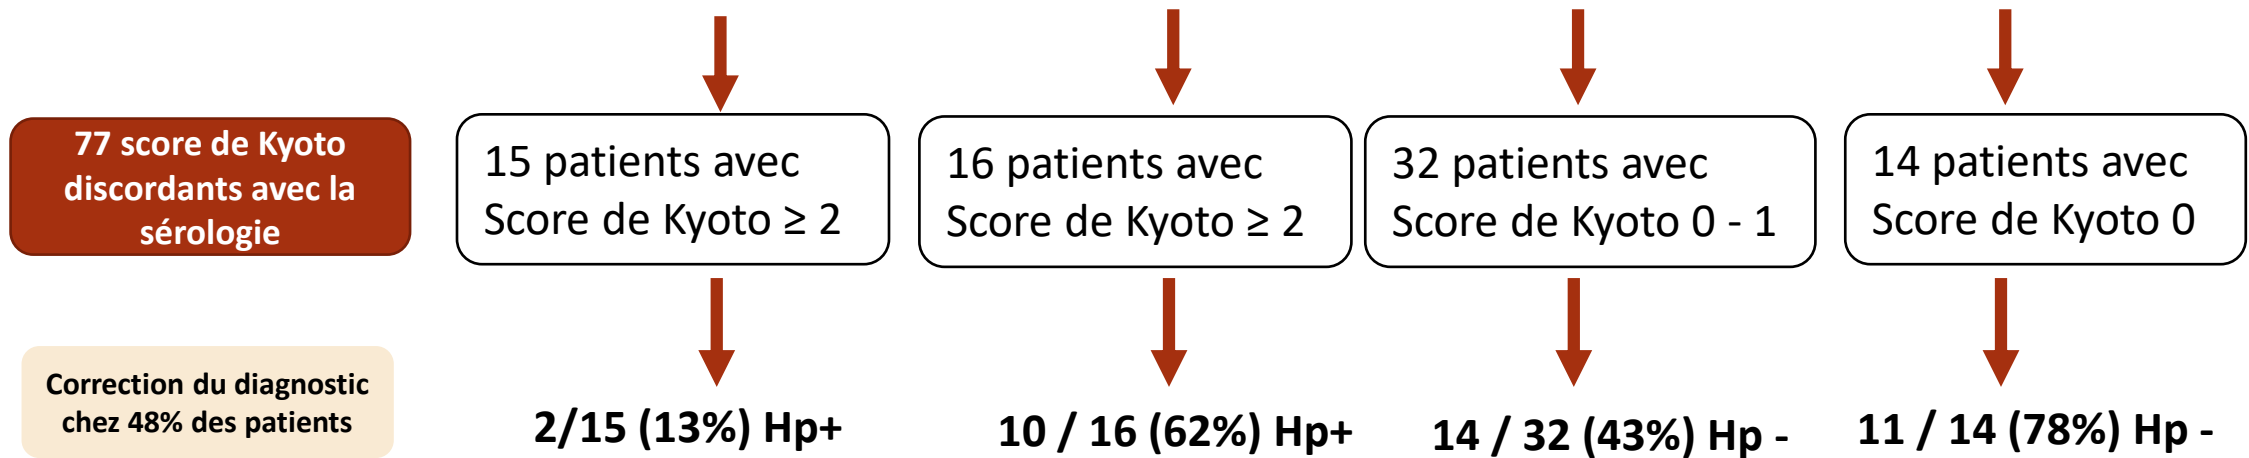 77 score de Kyoto
discordants avec la
sérologie
15 patients avec
Score de Kyoto ≥ 2
16 patients avec
Score de Kyoto ≥ 2
32 patients avec
Score de Kyoto 0 - 1
14 patients avec
Score de Kyoto 0
Correction du diagnostic
chez 48% des patients
2/15 (13%) Hp+
10 / 16 (62%) Hp+
14 / 32 (43%) Hp -
11 / 14 (78%) Hp -